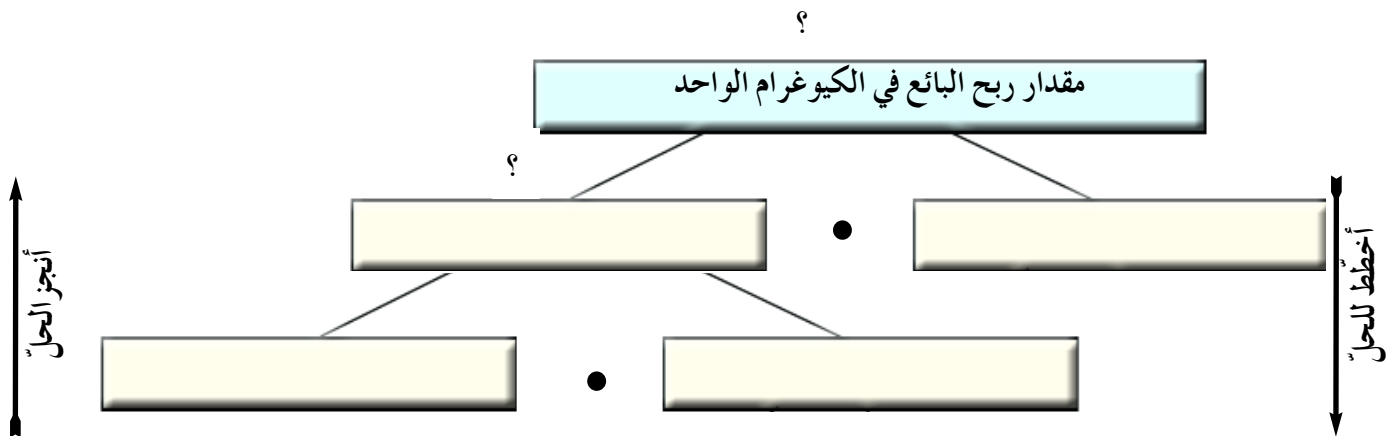 ؟
مقدار ربح البائع في الكيوغرام الواحد
؟
أخطّط للحلّ
أنجز الحلّ